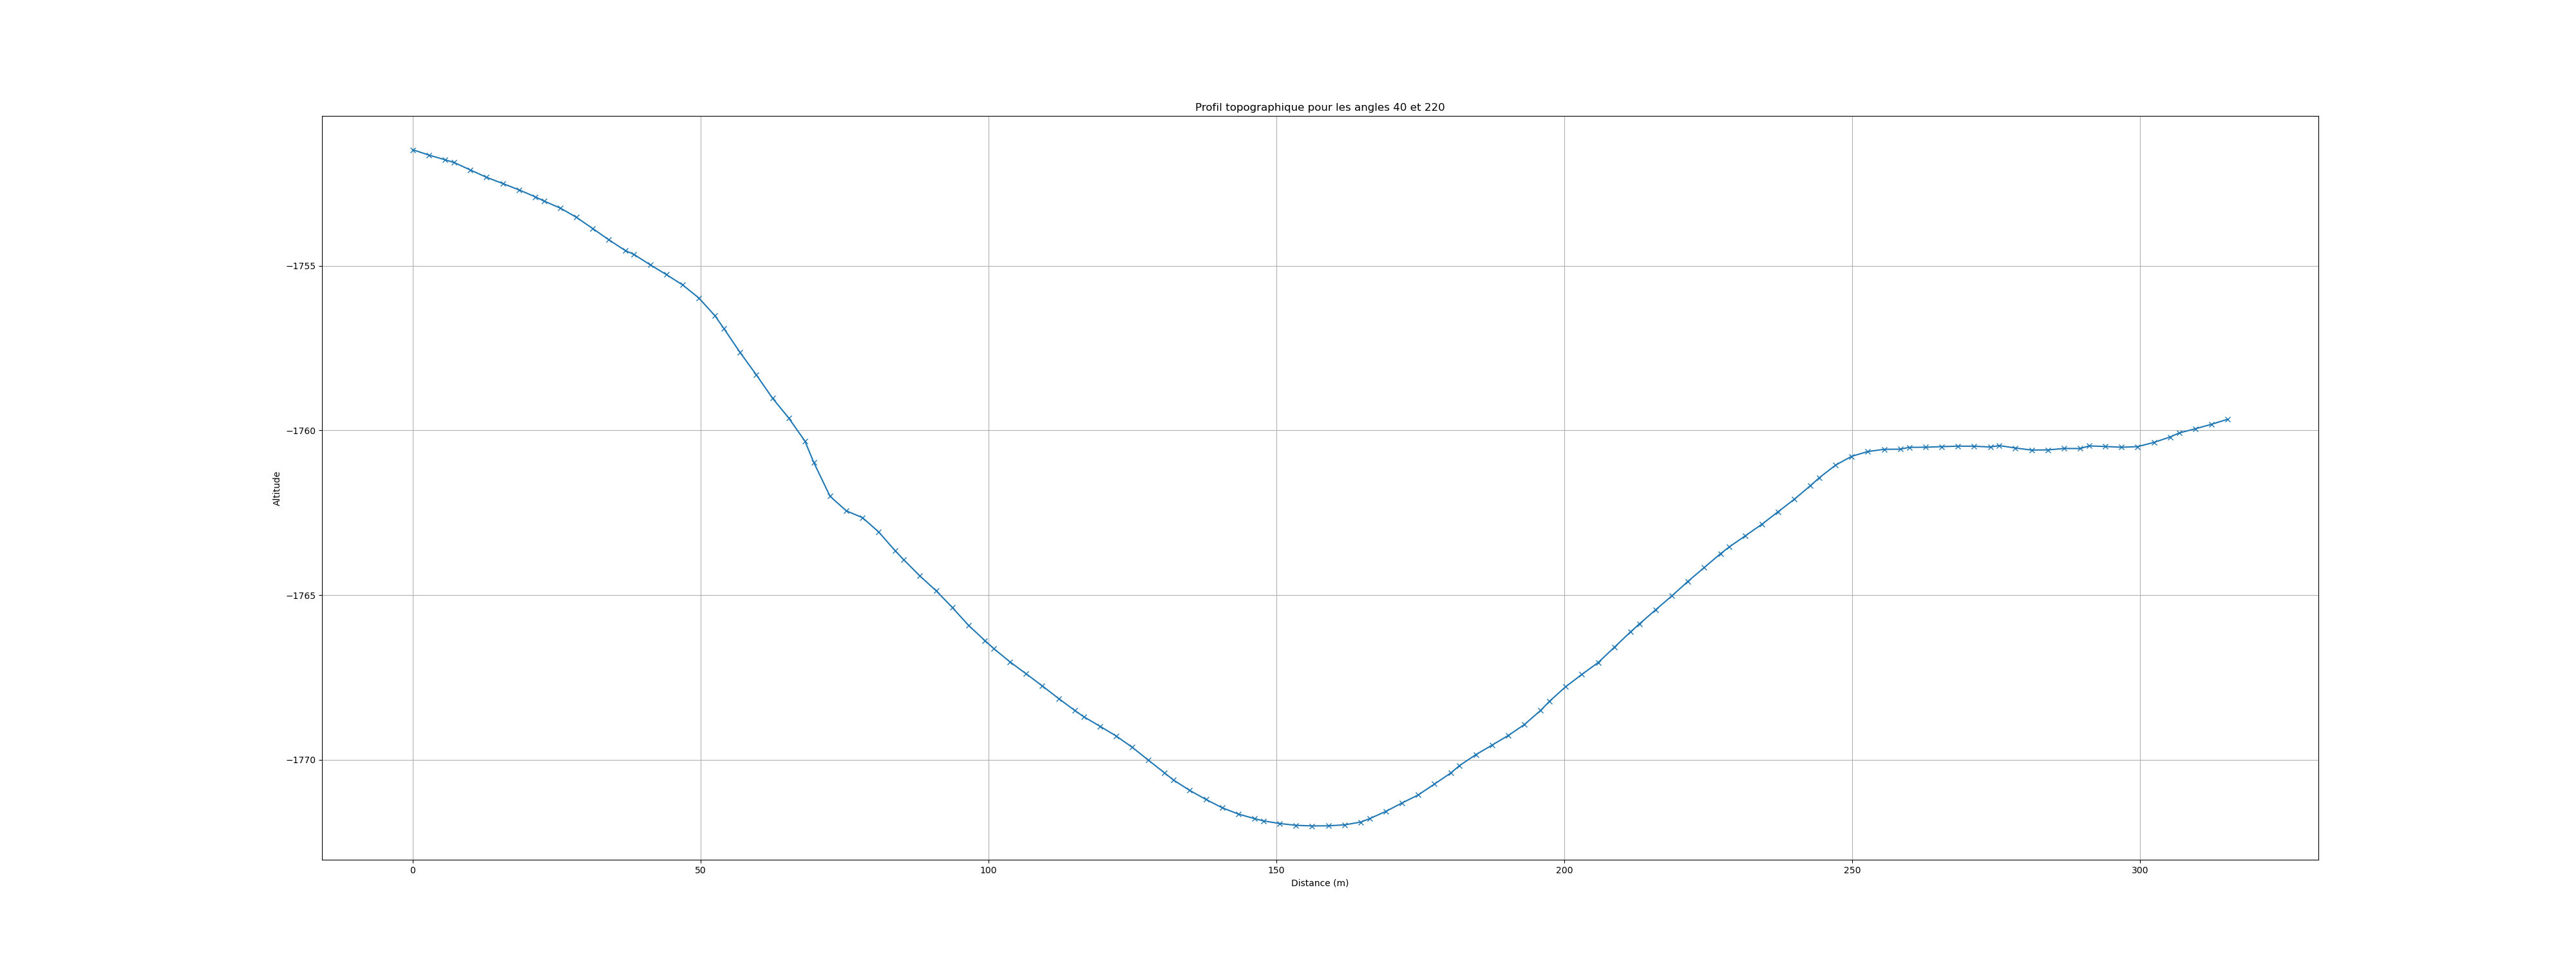 Profil topographique pour les angles 40 et 220
Altitude
−1755
−1760
−1765
−1770
0 50 100 150 200 250 300
Distance (m)